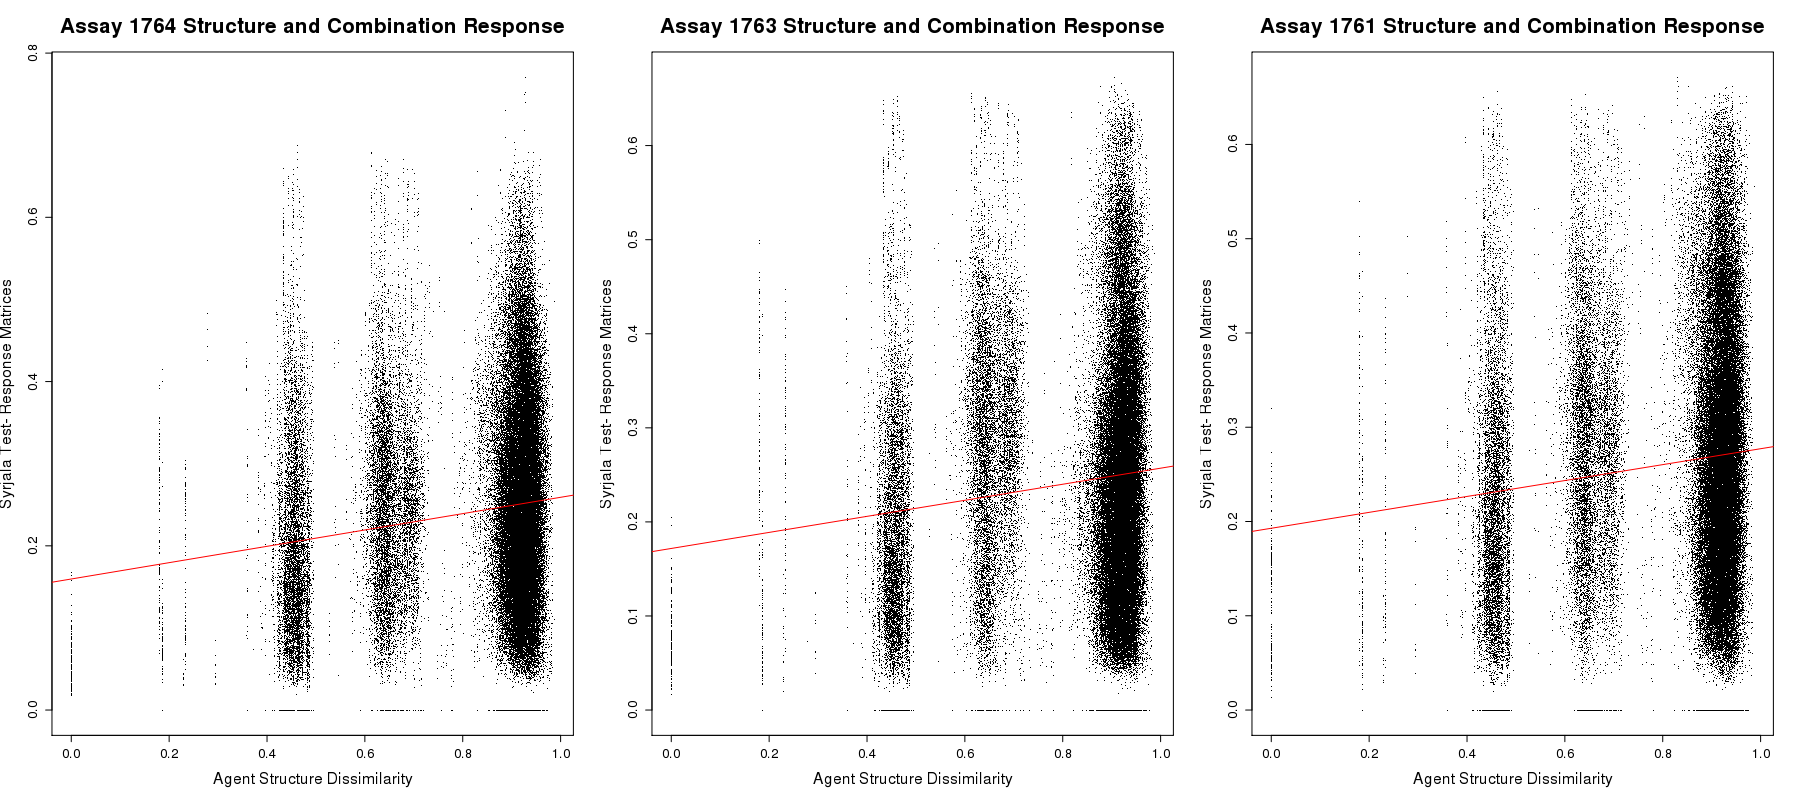 Assay 1764 Structure and Combination Response
0.8
0.6
0.4
0.2
0.0
Syrjala Test- Response Matrices
0.0 0.2 0.4 0.6 0.8 1.0
Agent Structure Dissimilarity
Assay 1763 Structure and Combination Response
0.6
0.5
0.4
0.3
0.2
0.1
0.0
Syrjala Test- Response Matrices
0.0 0.2 0.4 0.6 0.8 1.0
Agent Structure Dissimilarity
Assay 1761 Structure and Combination Response
0.6
0.5
0.4
0.3
0.2
0.1
0.0
Syrjala Test- Response Matrices
0.0 0.2 0.4 0.6 0.8 1.0
Agent Structure Dissimilarity